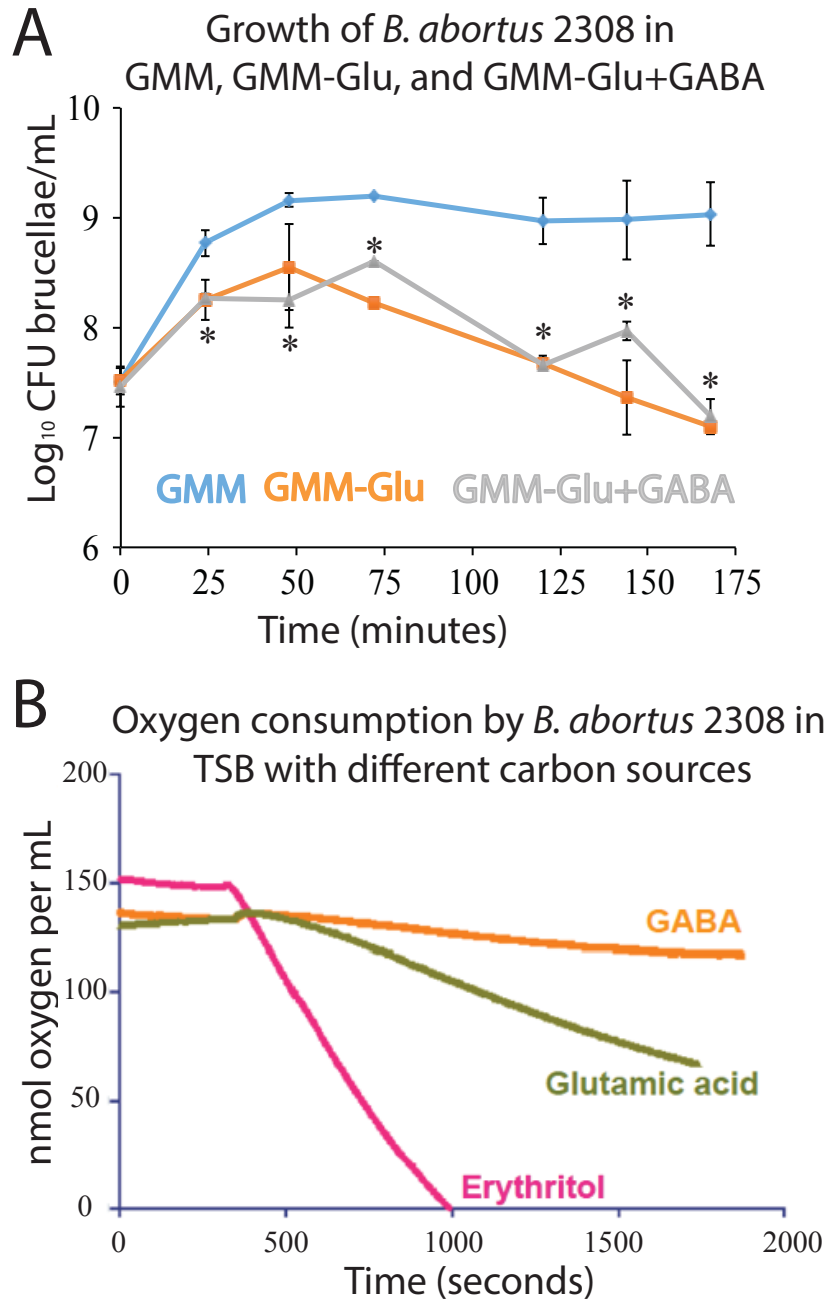 A
Growth of B. abortus 2308 in
GMM, GMM-Glu, and GMM-Glu+GABA
Log₁₀ CFU brucellae/mL
10
9
8
7
6
*
*
*
*
*
*
GMM GMM-Glu GMM-Glu+GABA
0 25 50 75 100 125 150 175
Time (minutes)
B
Oxygen consumption by B. abortus 2308 in
TSB with different carbon sources
nmol oxygen per mL
200
150
100
50
0
GABA
Glutamic acid
Erythritol
0 500 1000 1500 2000
Time (seconds)